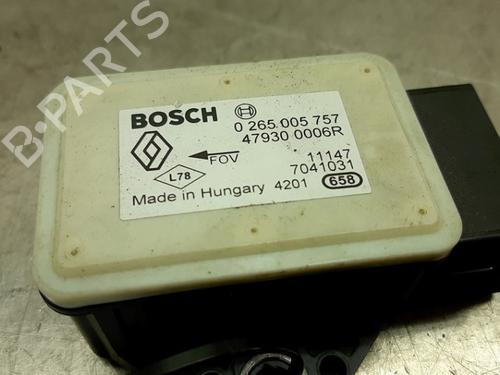 B-PARTS
BOSCH 0 265 005 757
47930 0006R
FOV 11147
L78 7041031
Made in Hungary 4201 658